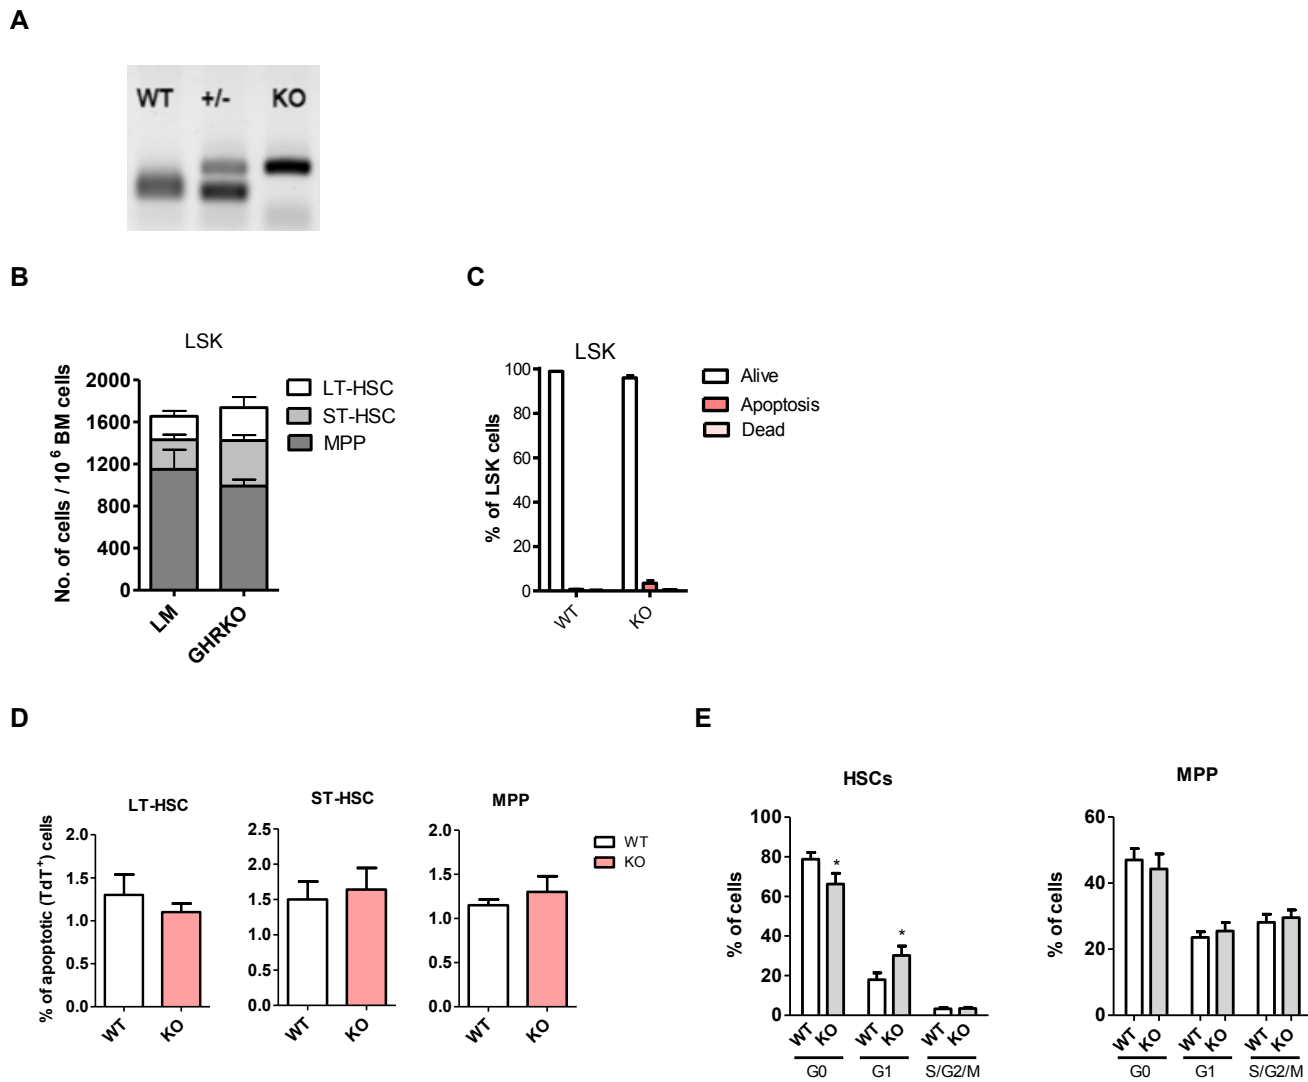 A
WT +/- KO
B
C
LSK
No. of cells / 10^6 BM cells
2000
1600
1200
800
400
0
LM
GHRKO
LT-HSC
ST-HSC
MPP
LSK
% of LSK cells
100
80
60
40
20
0
WT
KO
Alive
Apoptosis
Dead
D
E
LT-HSC
% of apoptotic (TdT+) cells
2.0
1.5
1.0
0.5
0.0
WT
KO
ST-HSC
2.5
2.0
1.5
1.0
0.5
0.0
WT
KO
MPP
2.0
1.5
1.0
0.5
0.0
WT
KO
WT
KO
HSCs
% of cells
100
80
60
40
20
0
*
*
WT KO WT KO WT KO
G0 G1 S/G2/M
MPP
% of cells
60
40
20
0
WT KO WT KO WT KO
G0 G1 S/G2/M